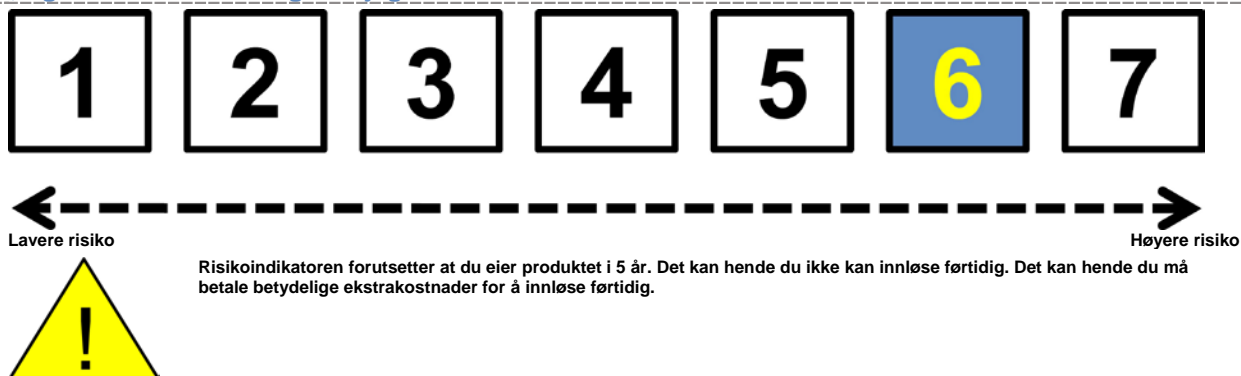 1 2 3 4 5 6 7
Lavere risiko Høyere risiko
Risikoindikatoren forutsetter at du eier produktet i 5 år. Det kan hende du ikke kan innløse førtidig. Det kan hende du må
betale betydelige ekstrakostnader for å innløse førtidig.
!